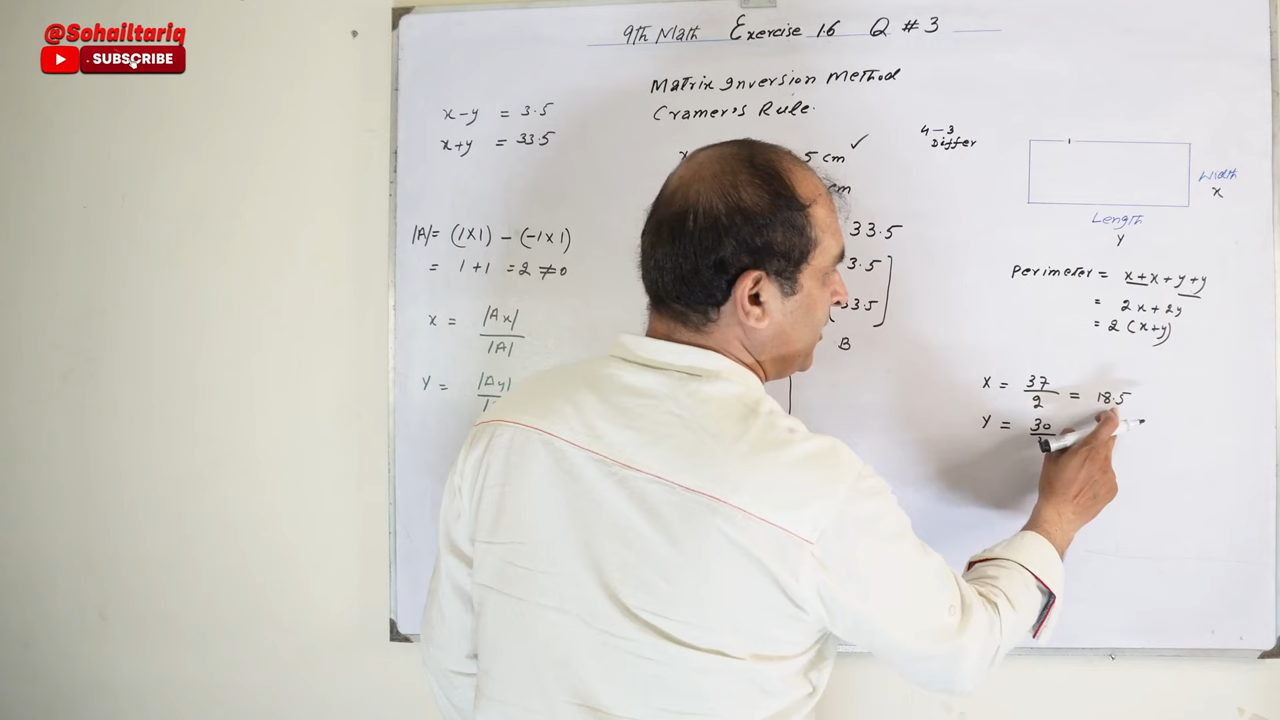 @Sohailtariq
SUBSCRIBE
9th Math Exercise 1.6 Q # 3
Matrix Inversion Method
Cramer's Rule.
x-y = 3.5
x+y = 33.5
5 cm ✓
cm
33.5
3.5
33.5
B
4-3
Differ
Width
x
Length
y
|A| = (1×1) - (-1×1)
= 1+1 = 2 ≠ 0
x = |Ax| / |A|
Y = |Ay|
Perimeter = x+x+y+y
= 2x+2y
= 2(x+y)
X = 37/2 = 18.5
Y = 30